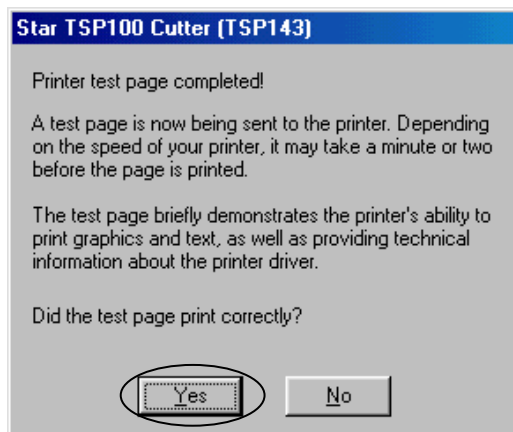 Star TSP100 Cutter (TSP143)
Printer test page completed!
A test page is now being sent to the printer. Depending
on the speed of your printer, it may take a minute or two
before the page is printed.
The test page briefly demonstrates the printer's ability to
print graphics and text, as well as providing technical
information about the printer driver.
Did the test page print correctly?
Yes No